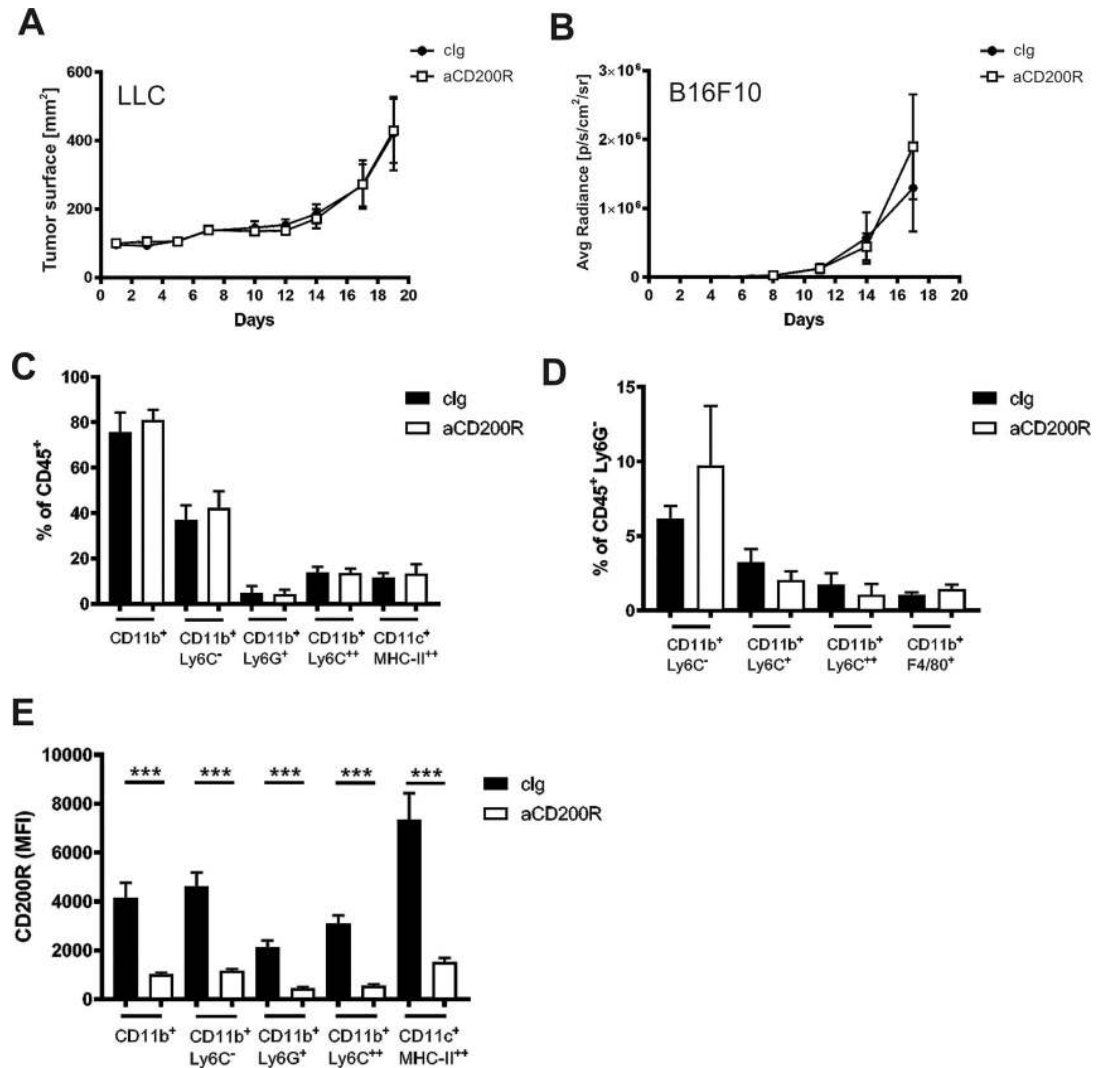 A
cIg
aCD200R
LLC
Tumor surface [mm²]
600
400
200
0
0 2 4 6 8 10 12 14 16 18 20
Days
B
cIg
aCD200R
B16F10
Avg Radiance [p/s/cm²/sr]
3×10⁶
2×10⁶
1×10⁶
0
0 2 4 6 8 10 12 14 16 18 20
Days
C
cIg
aCD200R
% of CD45⁺
100
80
60
40
20
0
CD11b⁺ CD11b⁺ CD11b⁺ CD11b⁺ CD11c⁺
Ly6C⁻ Ly6G⁺ Ly6C⁺⁺ MHC-II⁺⁺
D
cIg
aCD200R
% of CD45⁺ Ly6G⁻
15
10
5
0
CD11b⁺ CD11b⁺ CD11b⁺ CD11b⁺
Ly6C⁻ Ly6C⁺ Ly6C⁺⁺ F4/80⁺
E
cIg
aCD200R
CD200R (MFI)
10000
8000
6000
4000
2000
0
*** *** *** *** ***
CD11b⁺ CD11b⁺ CD11b⁺ CD11b⁺ CD11c⁺
Ly6C⁻ Ly6G⁺ Ly6C⁺⁺ MHC-II⁺⁺